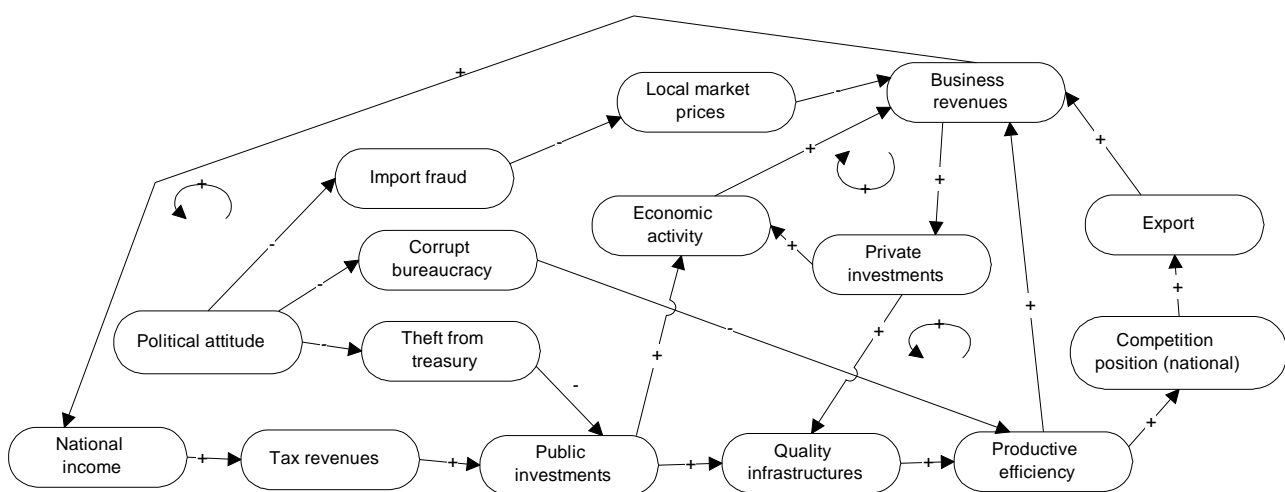 +
Business
revenues
Local market
prices
-
-
+
+
Import fraud
+
+
+
-
Economic
activity
Export
Corrupt
bureaucracy
+
Private
investments
-
+
+
-
+
+
Political attitude
-
Theft from
treasury
Competition
position (national)
+
-
+
National
income
+
Tax revenues
+
Public
investments
+
Quality
infrastructures
+
Productive
efficiency